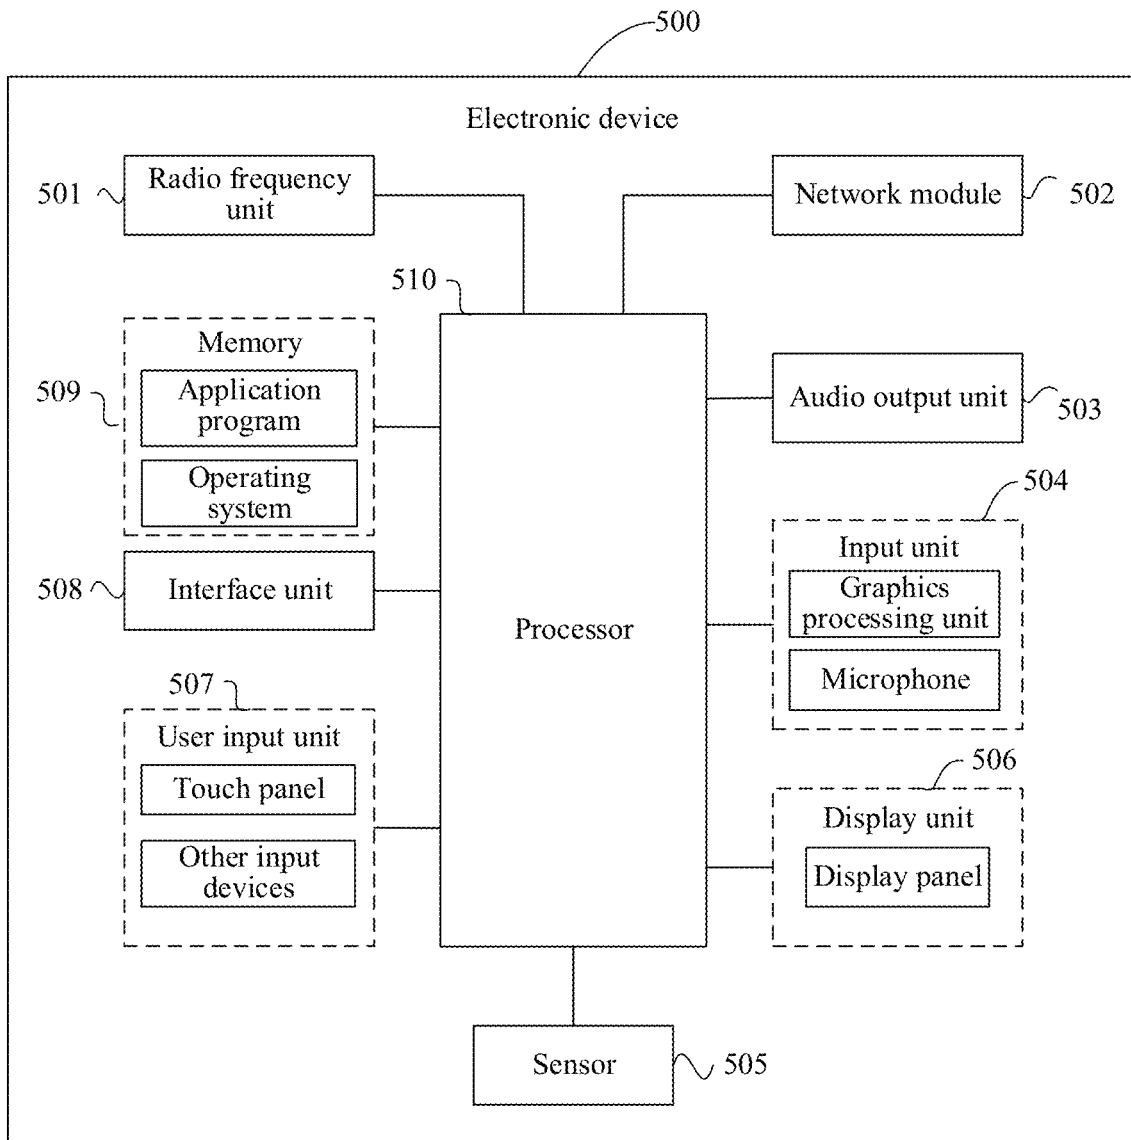 500
Electronic device
501
Radio frequency
unit
Network module
502
510
Memory
509
Application
program
Operating
system
Audio output unit
503
504
Input unit
Graphics
processing unit
Microphone
508
Interface unit
Processor
507
User input unit
Touch panel
Other input
devices
506
Display unit
Display panel
Sensor
505